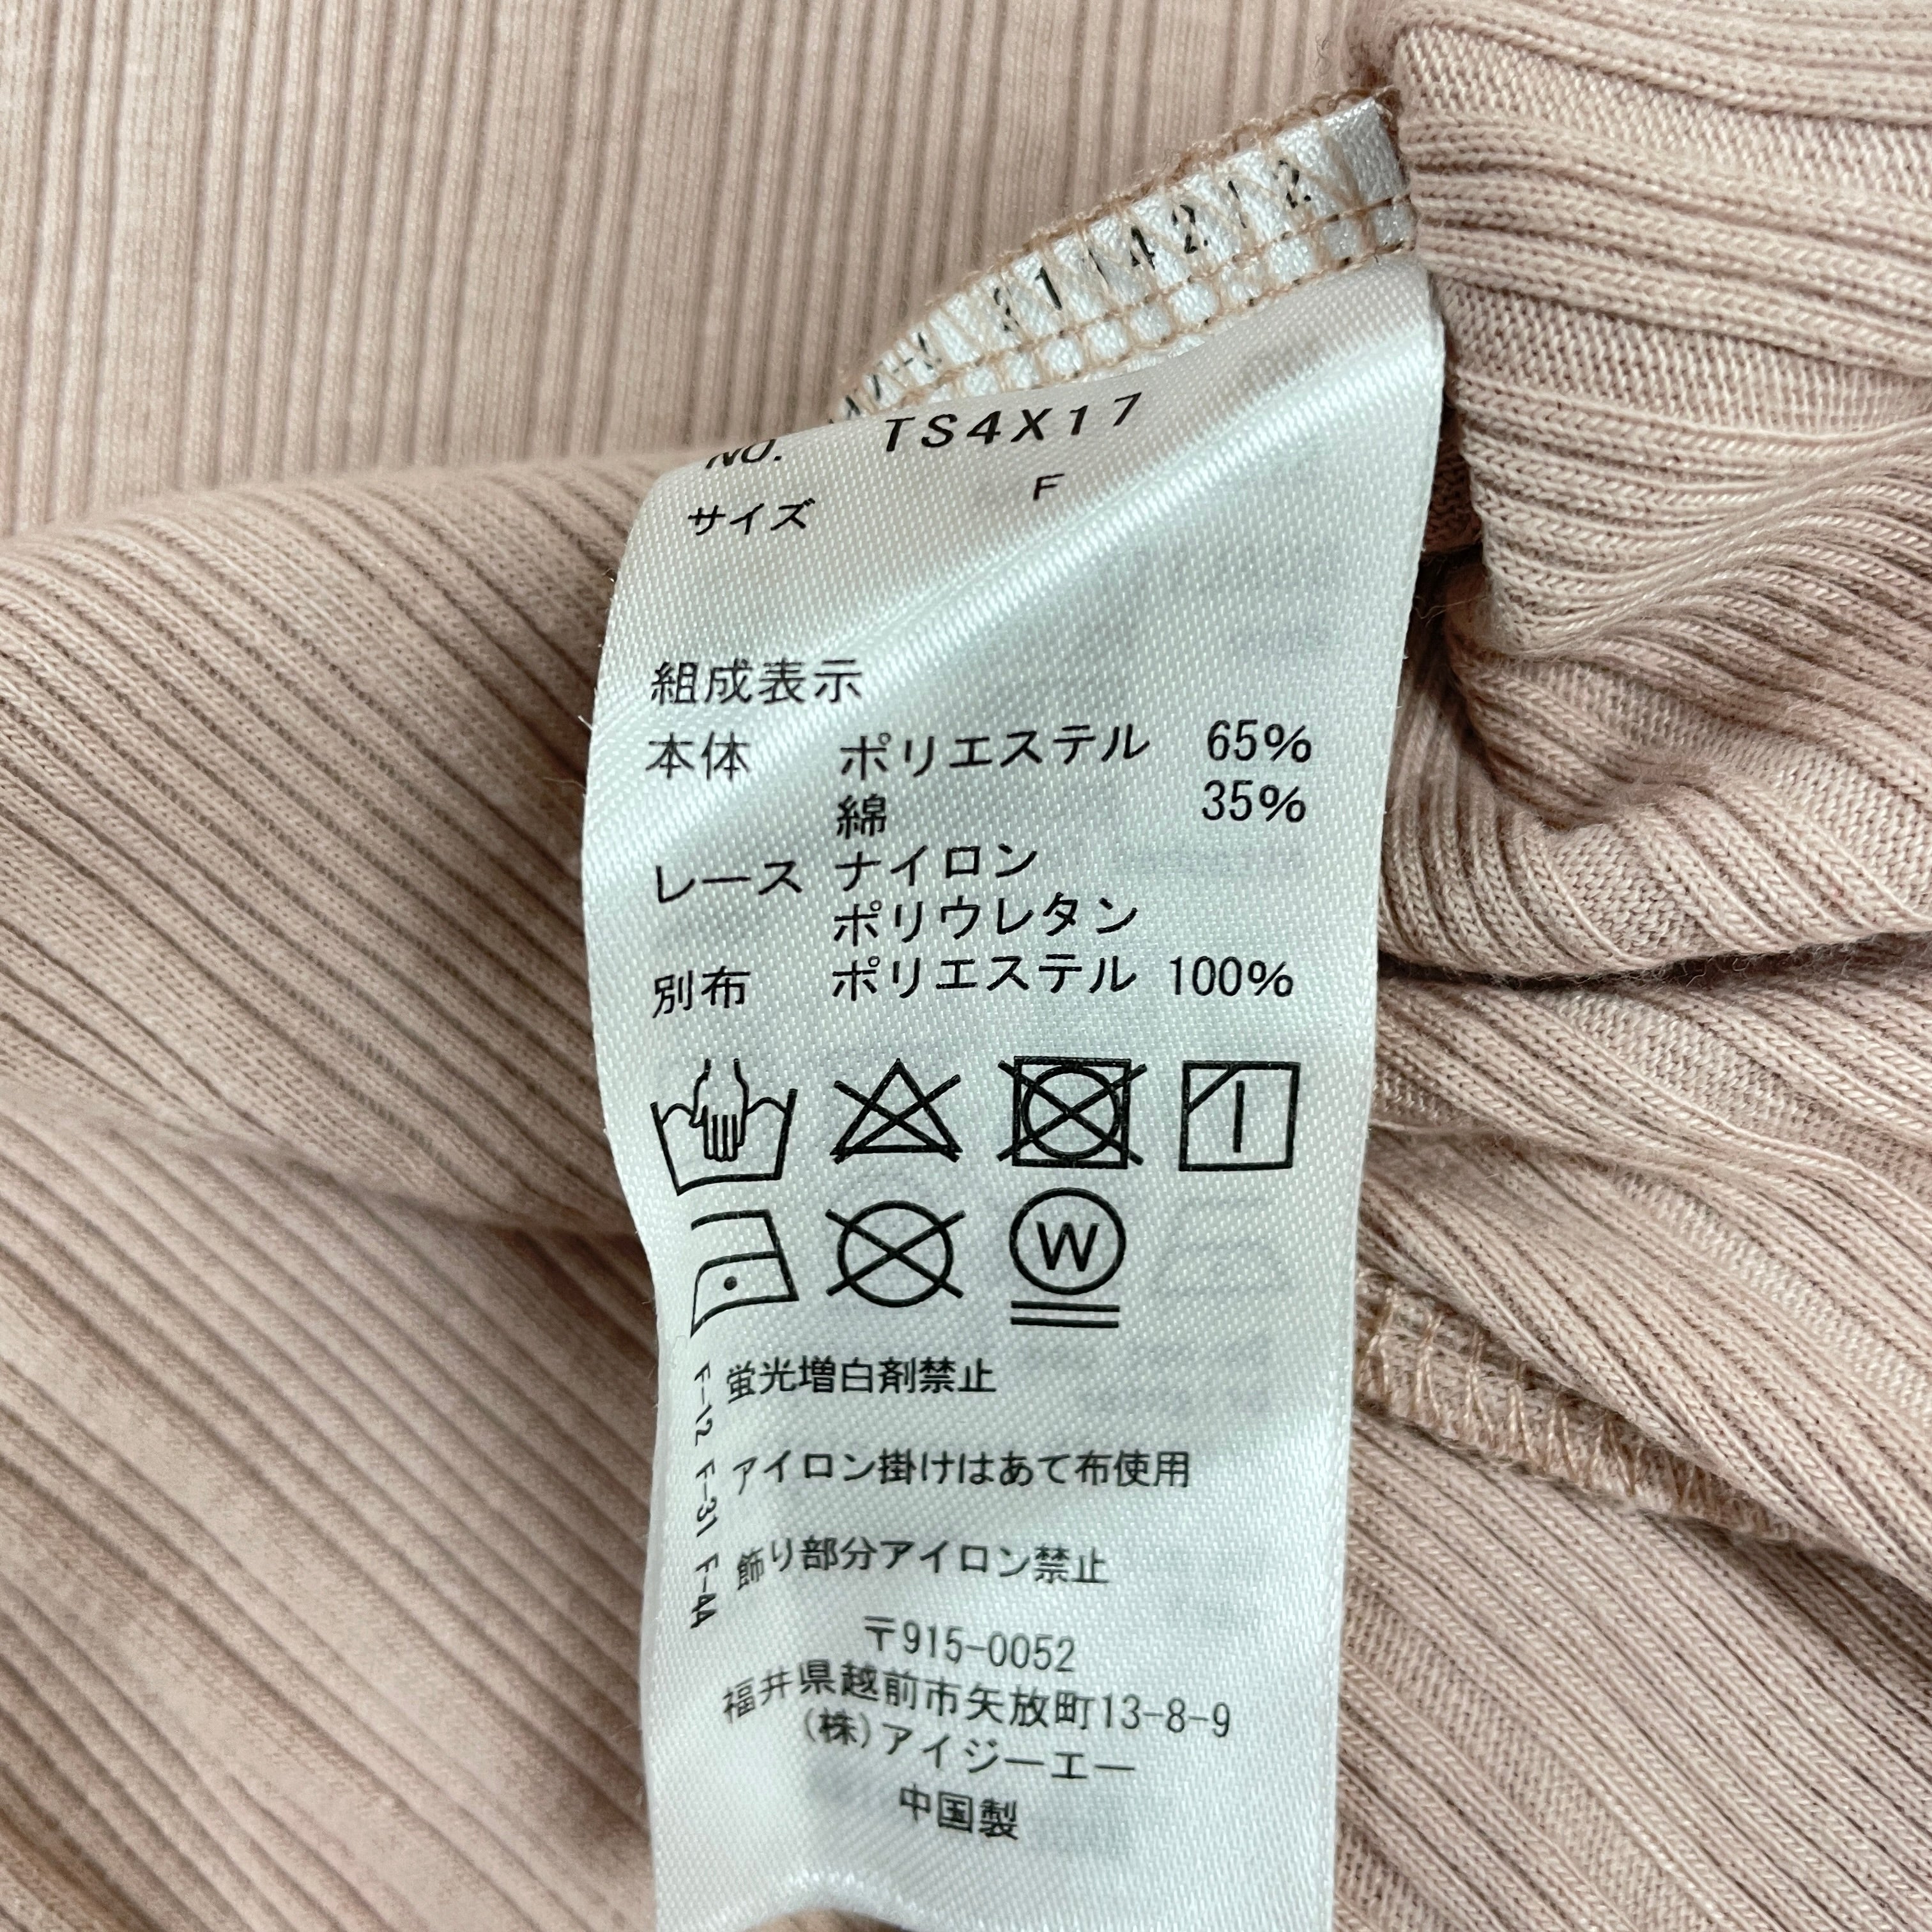 NO. TS4X17
サイズ F
組成表示
本体 ポリエステル 65%
綿 35%
レース ナイロン
ポリウレタン
別布 ポリエステル 100%
W
蛍光増白剤禁止
アイロン掛けはあて布使用
飾り部分アイロン禁止
F-12 F-31 F-44
〒915-0052
福井県越前市矢放町13-8-9
(株)アイジーエー
中国製